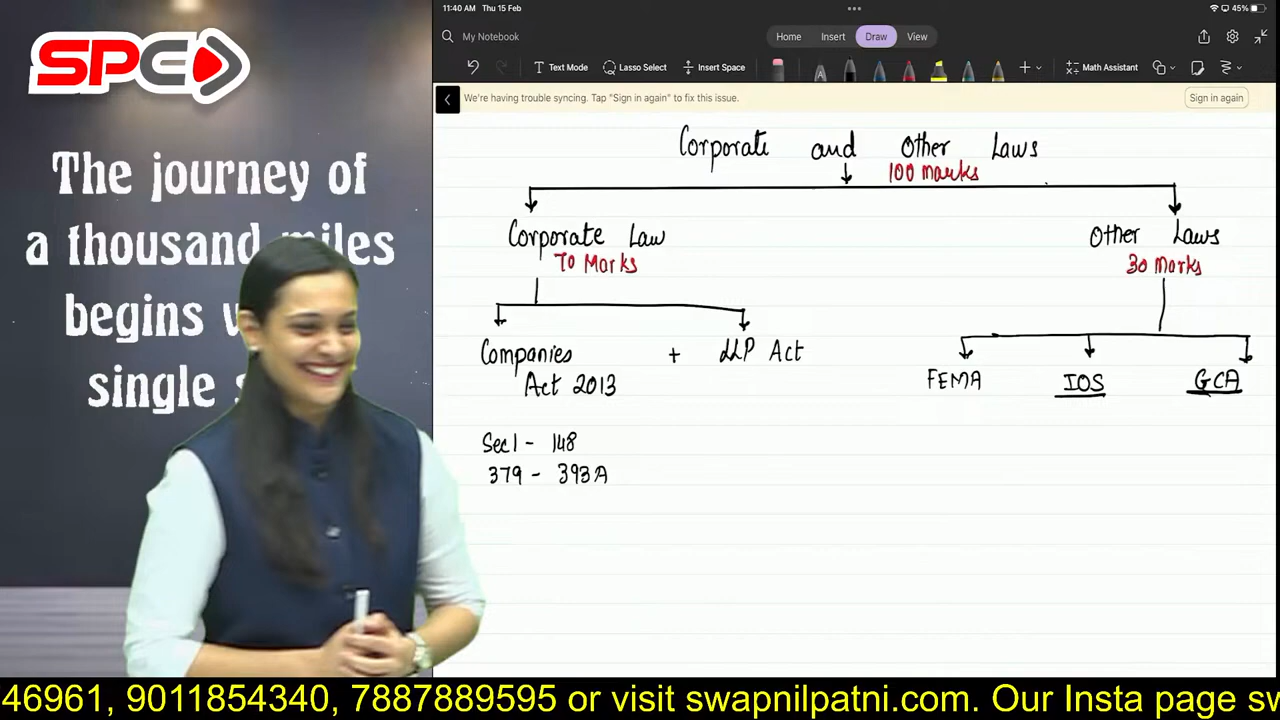 SPC
The journey of
a thousand miles
begins
single
11:40 AM Thu 15 Feb
45%
My Notebook
Home Insert Draw View
Text Mode Lasso Select Insert Space Math Assistant
We're having trouble syncing. Tap "Sign in again" to fix this issue.
Sign in again
Corporate and Other Laws
100 marks
Corporate Law
70 Marks
Other Laws
30 Marks
Companies + LLP Act
Act 2013
FEMA IOS GCA
Sec 1 - 148
379 - 393A
46961, 9011854340, 7887889595 or visit swapnilpatni.com. Our Insta page sw